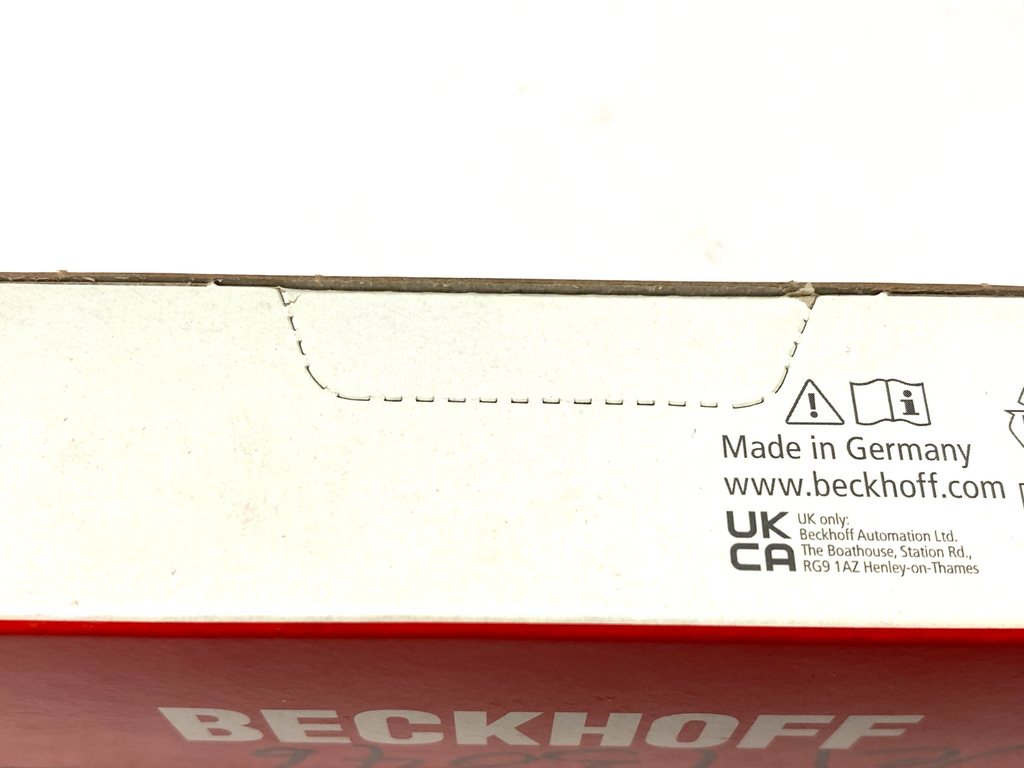 Made in Germany
www.beckhoff.com
UK
CA
UK only:
Beckhoff Automation Ltd.
The Boathouse, Station Rd.,
RG9 1AZ Henley-on-Thames
BECKHOFF